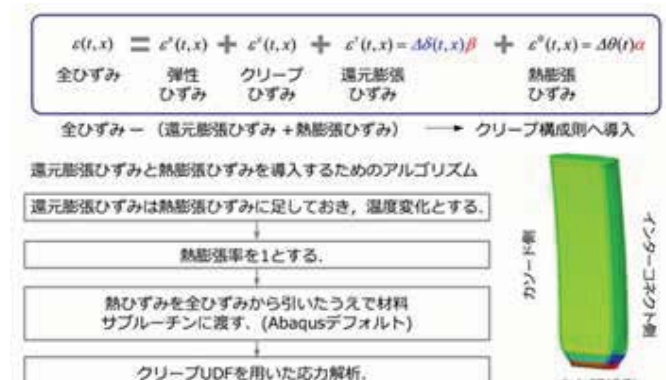 ε(t,x) = εᵉ(t,x) + εᶜ(t,x) + εʳ(t,x) = Δδ(t,x)β + εᶿ(t,x) = Δθ(t)α
全ひずみ 弾性 クリープ 還元膨張 熱膨張
ひずみ ひずみ ひずみ ひずみ
全ひずみー（還元膨張ひずみ + 熱膨張ひずみ） → クリープ構成則へ導入
還元膨張ひずみと熱膨張ひずみを導入するためのアルゴリズム
還元膨張ひずみは熱膨張ひずみに足しておき，温度変化とする．
熱膨張率を1とする．
熱ひずみを全ひずみから引いたうえで材料
サブルーチンに渡す．(Abaqusデフォルト)
クリープUDFを用いた応力解析．
カソード側
インターコネクト側